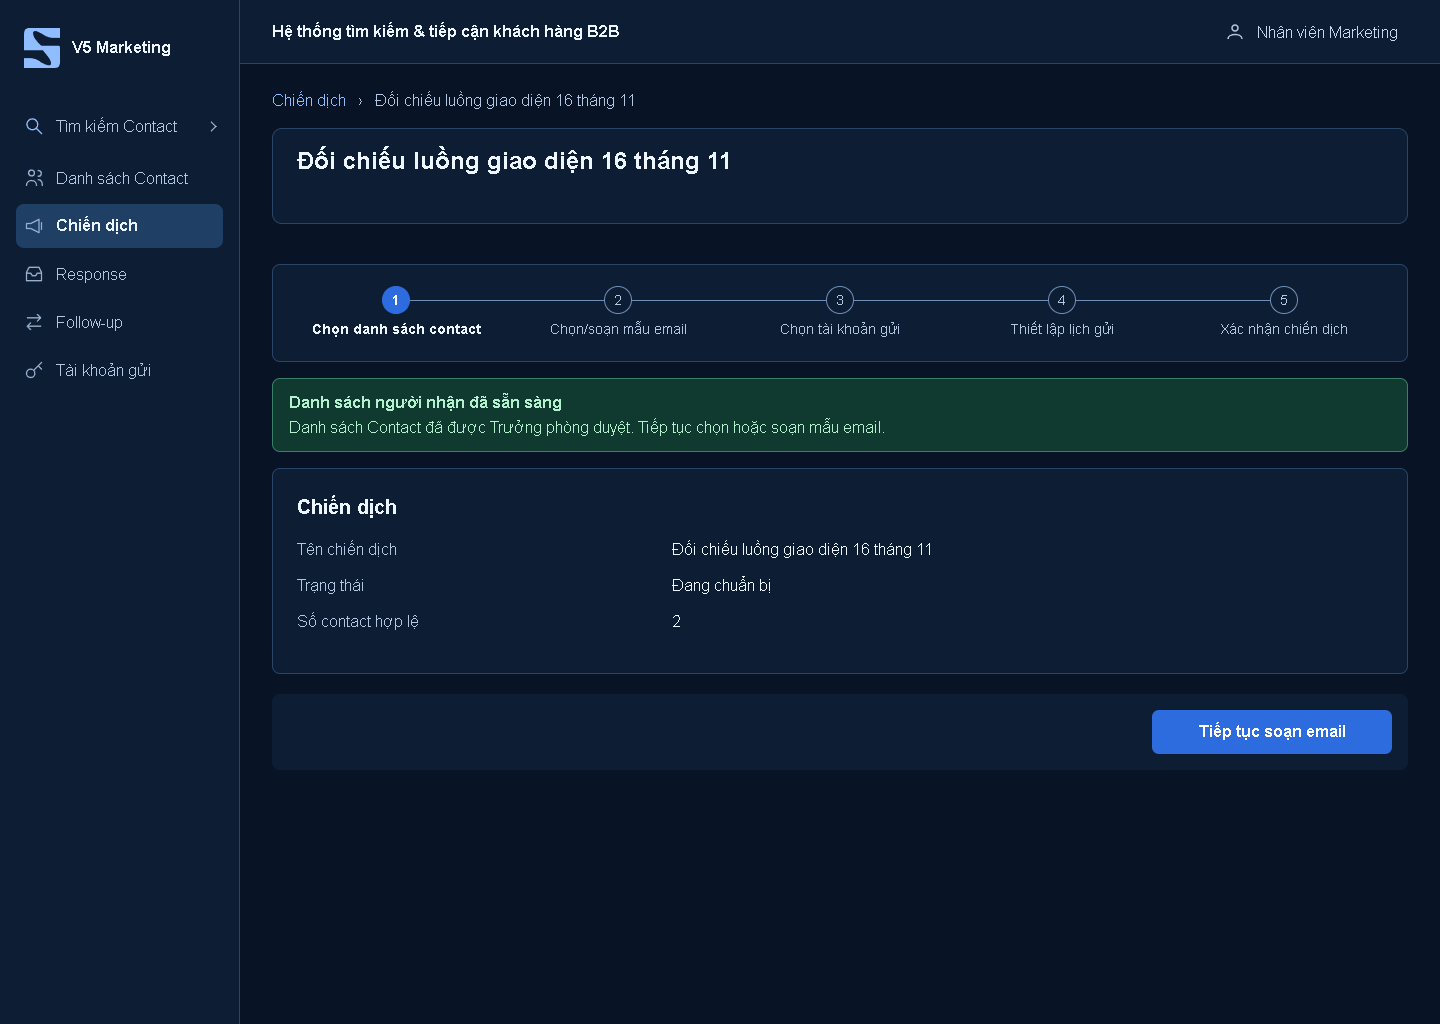 V5 Marketing
Hệ thống tìm kiếm & tiếp cận khách hàng B2B
Nhân viên Marketing
Tìm kiếm Contact
Danh sách Contact
Chiến dịch
Response
Follow-up
Tài khoản gửi
Chiến dịch › Đối chiếu luồng giao diện 16 tháng 11
Đối chiếu luồng giao diện 16 tháng 11
1 2 3 4 5
Chọn danh sách contact Chọn/soạn mẫu email Chọn tài khoản gửi Thiết lập lịch gửi Xác nhận chiến dịch
Danh sách người nhận đã sẵn sàng
Danh sách Contact đã được Trưởng phòng duyệt. Tiếp tục chọn hoặc soạn mẫu email.
Chiến dịch
Tên chiến dịch Đối chiếu luồng giao diện 16 tháng 11
Trạng thái Đang chuẩn bị
Số contact hợp lệ 2
Tiếp tục soạn email